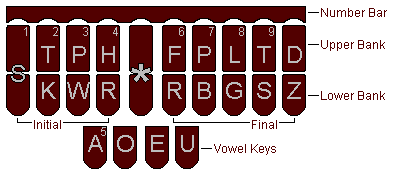 Number Bar
1 2 3 4 6 7 8 9
T P H F P L T D Upper Bank
S *
K W R R B G S Z Lower Bank
Initial Final
5
A O E U Vowel Keys